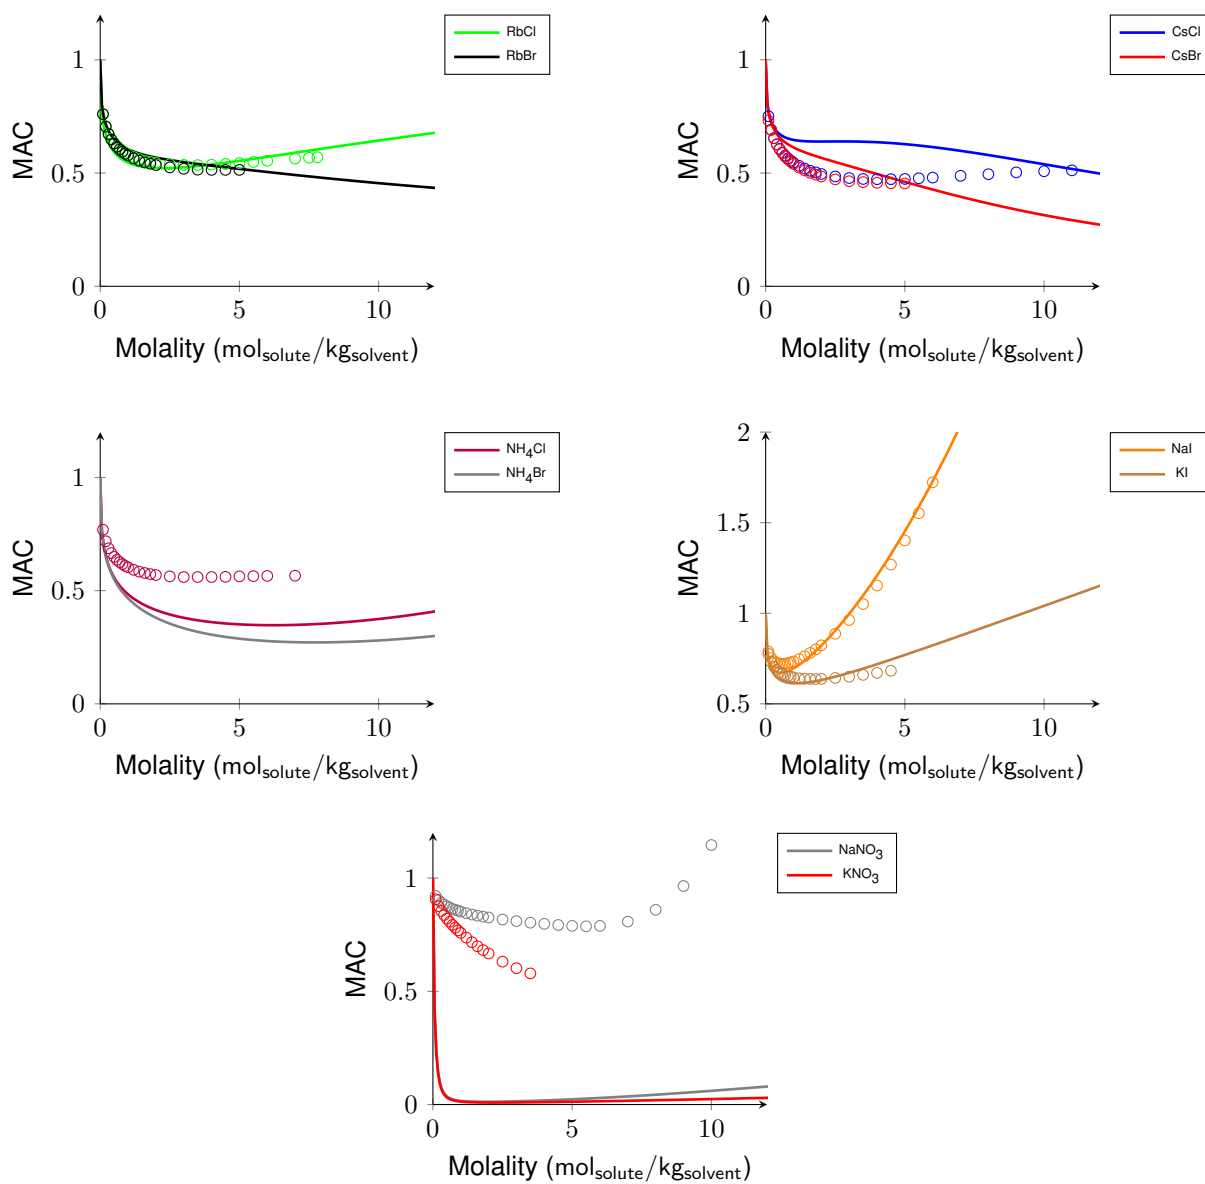 RbCl
RbBr
1
0.5
0
MAC
0 5 10
Molality (mol_solute/kg_solvent)
CsCl
CsBr
1
0.5
0
MAC
0 5 10
Molality (mol_solute/kg_solvent)
NH4Cl
NH4Br
1
0.5
0
MAC
0 5 10
Molality (mol_solute/kg_solvent)
NaI
KI
2
1.5
1
0.5
MAC
0 5 10
Molality (mol_solute/kg_solvent)
NaNO3
KNO3
1
0.5
0
MAC
0 5 10
Molality (mol_solute/kg_solvent)